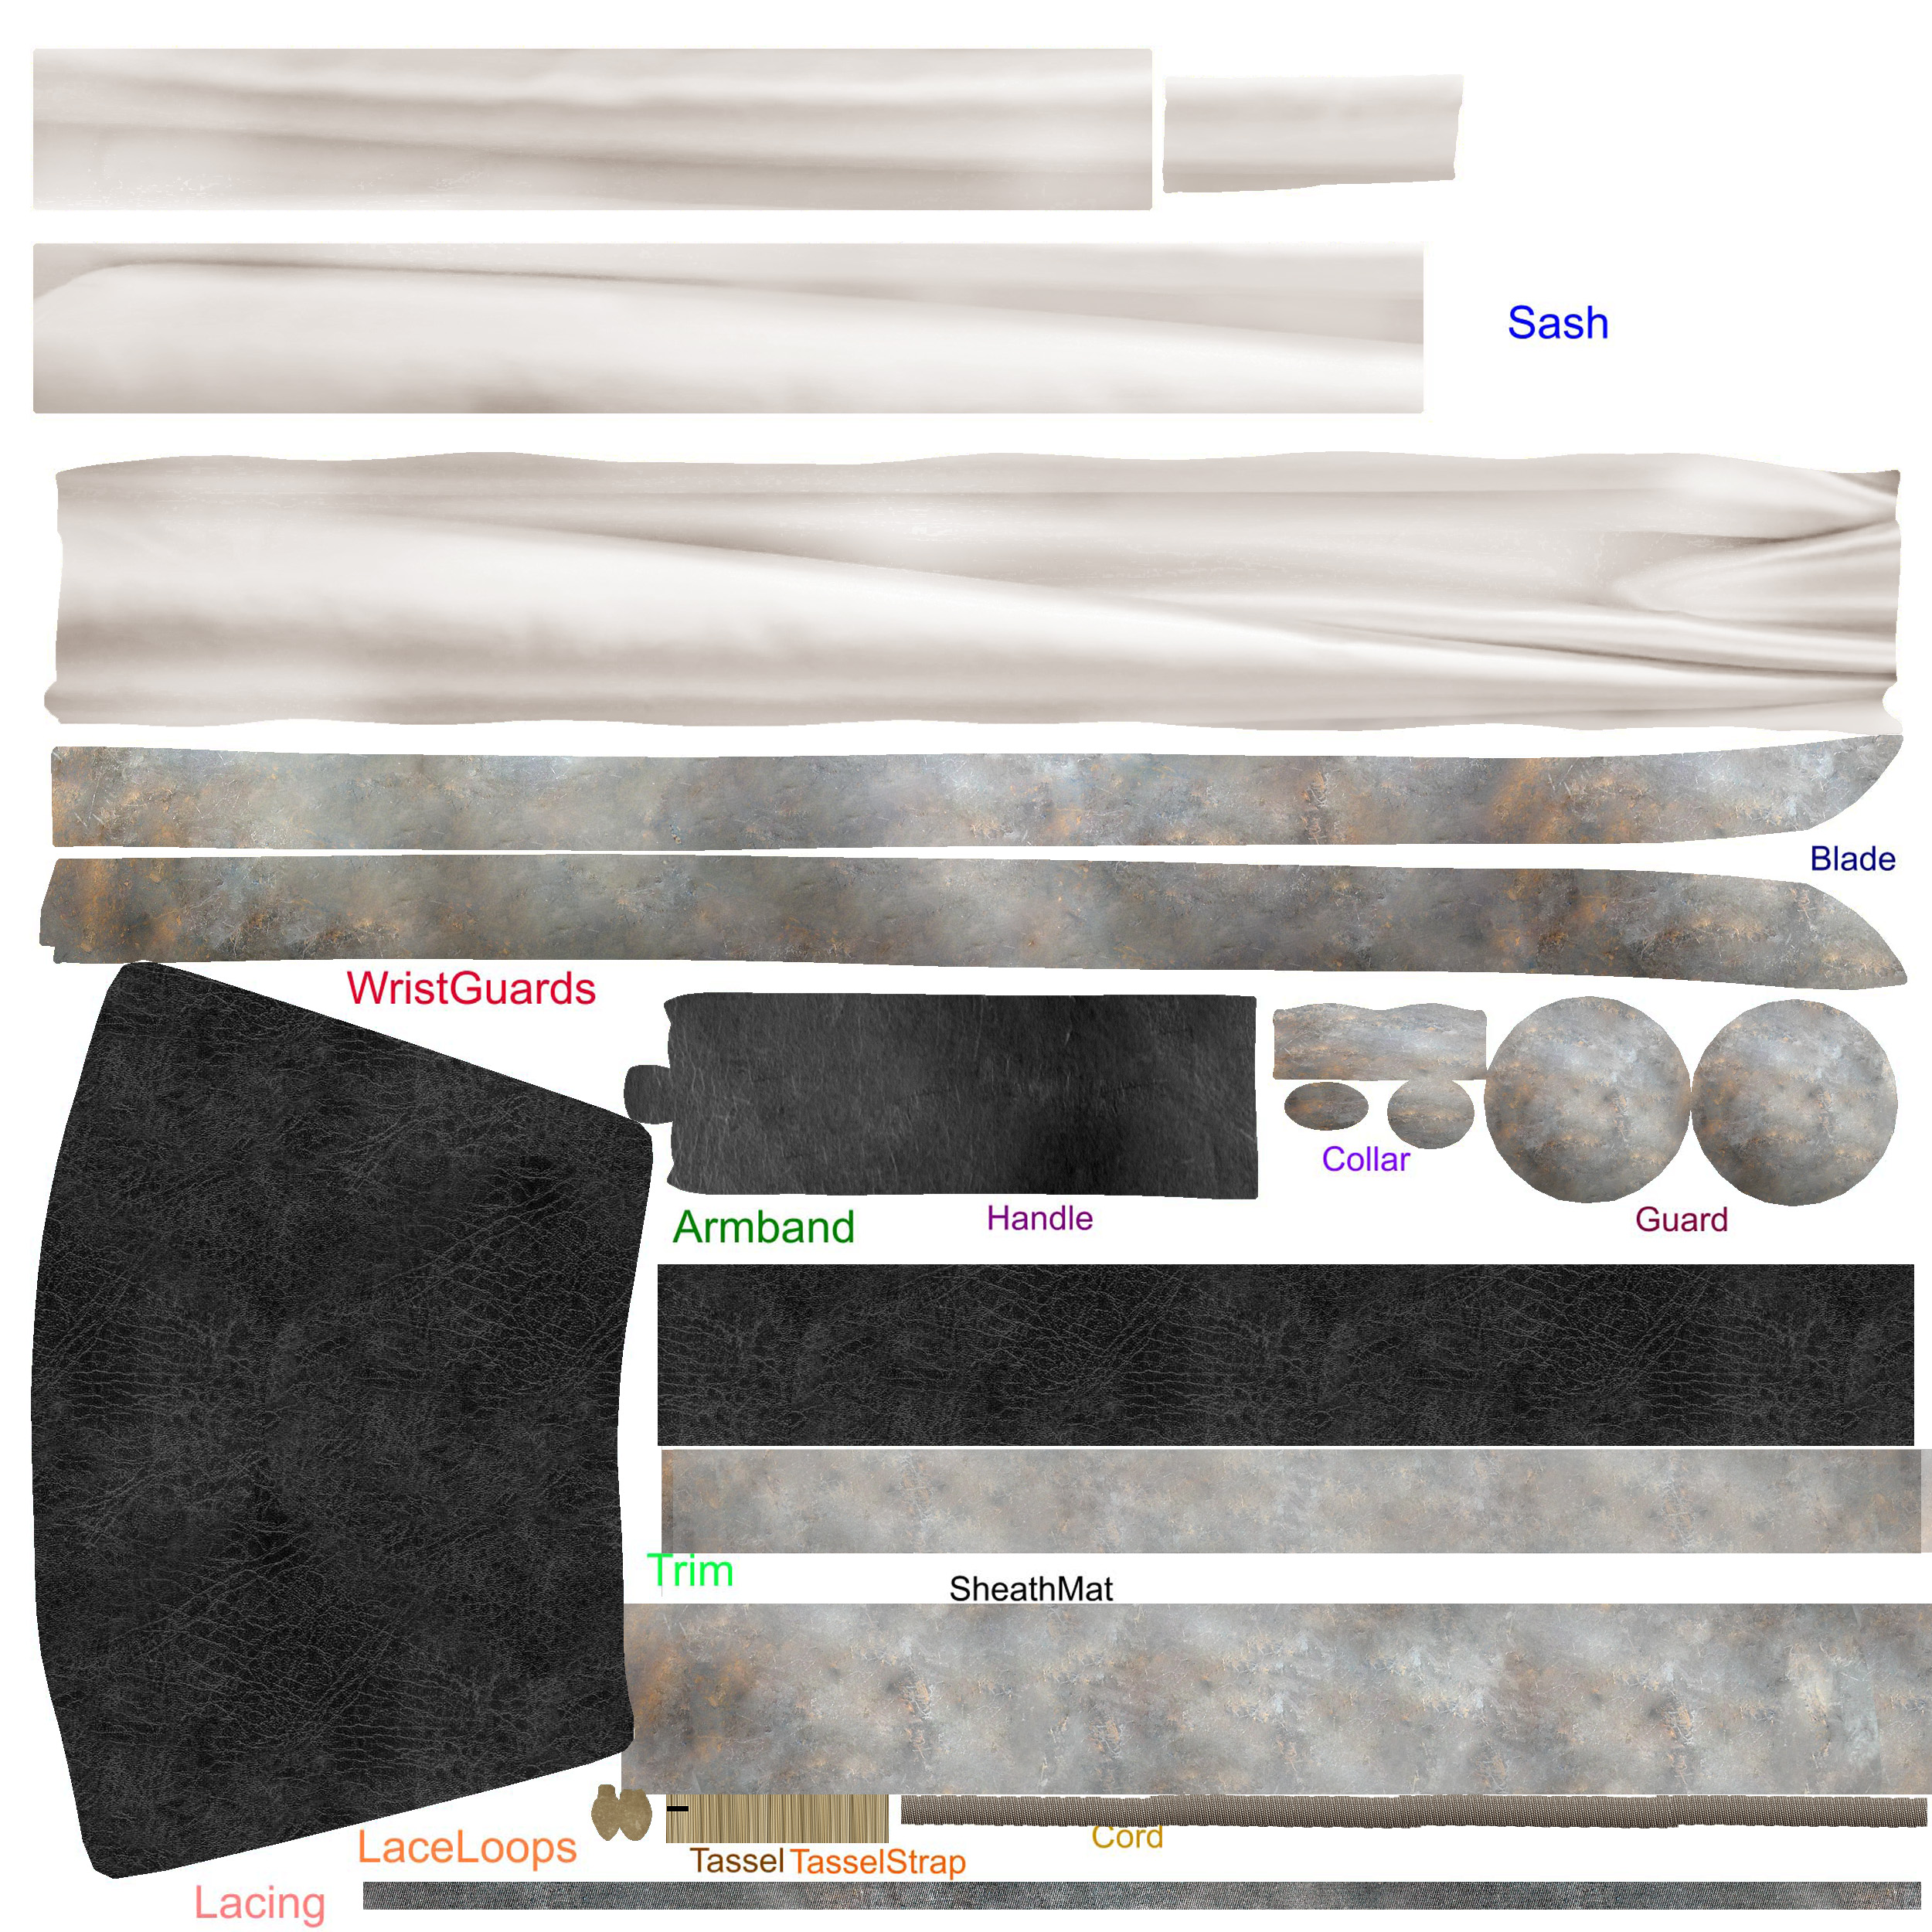 Sash
Blade
WristGuards
Collar
Handle
Guard
Armband
Trim
SheathMat
Cord
LaceLoops
Tassel TasselStrap
Lacing